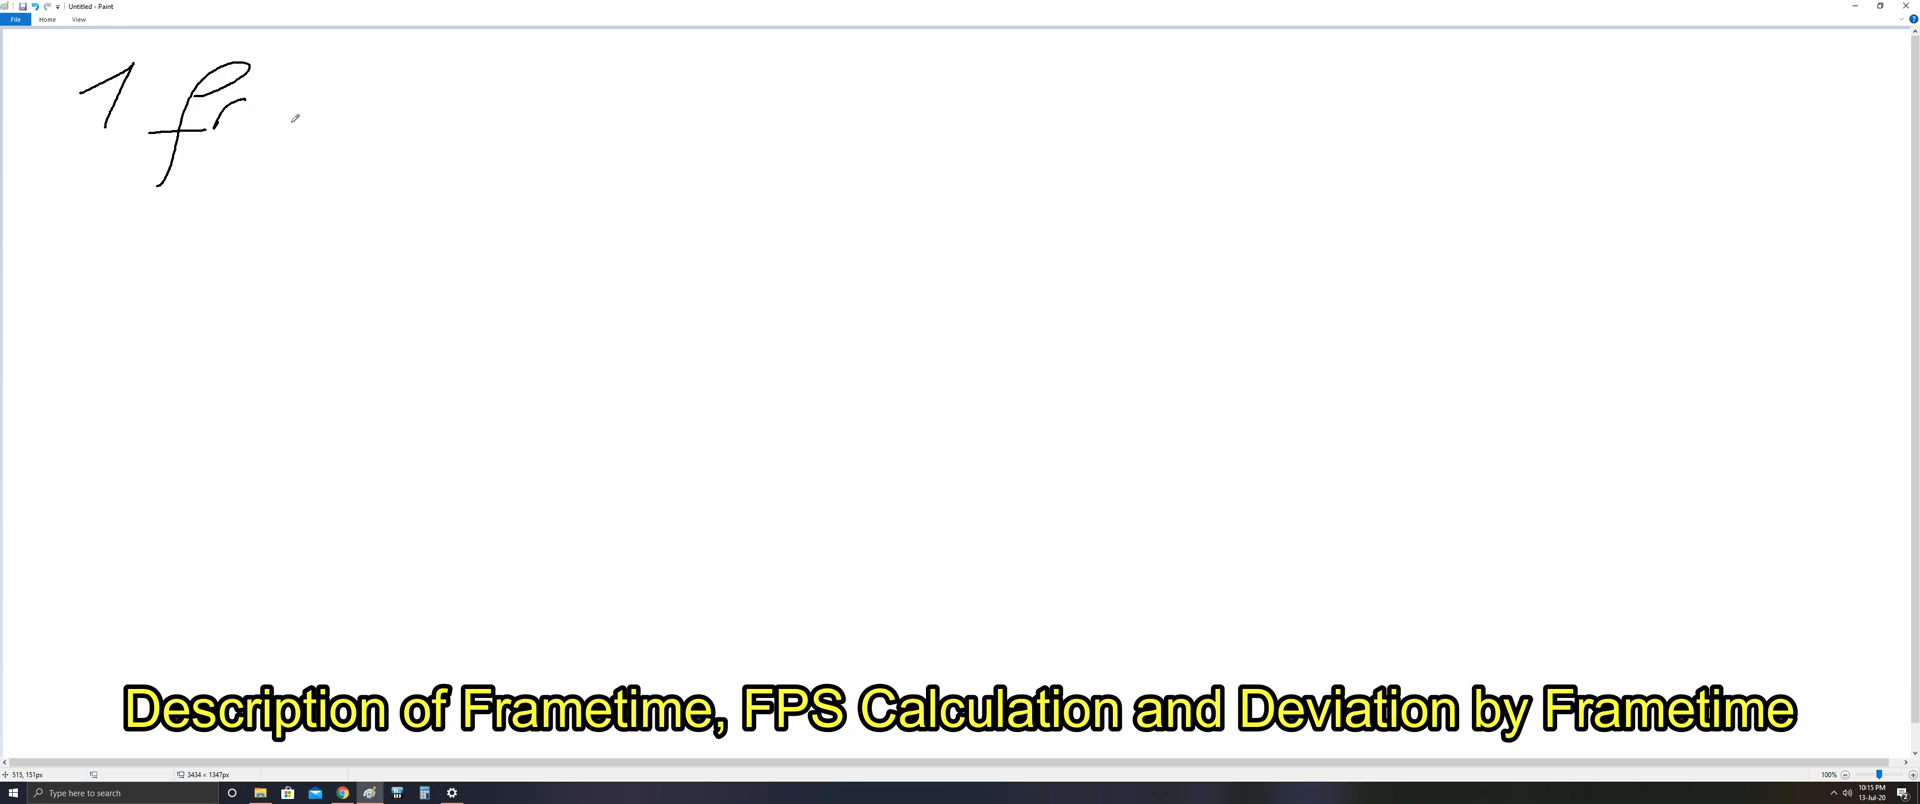 Untitled - Paint
File Home View
1 fr
Description of Frametime, FPS Calculation and Deviation by Frametime
515, 151px 3434 × 1347px 100%
Type here to search 10:15 PM
13-Jul-20 2